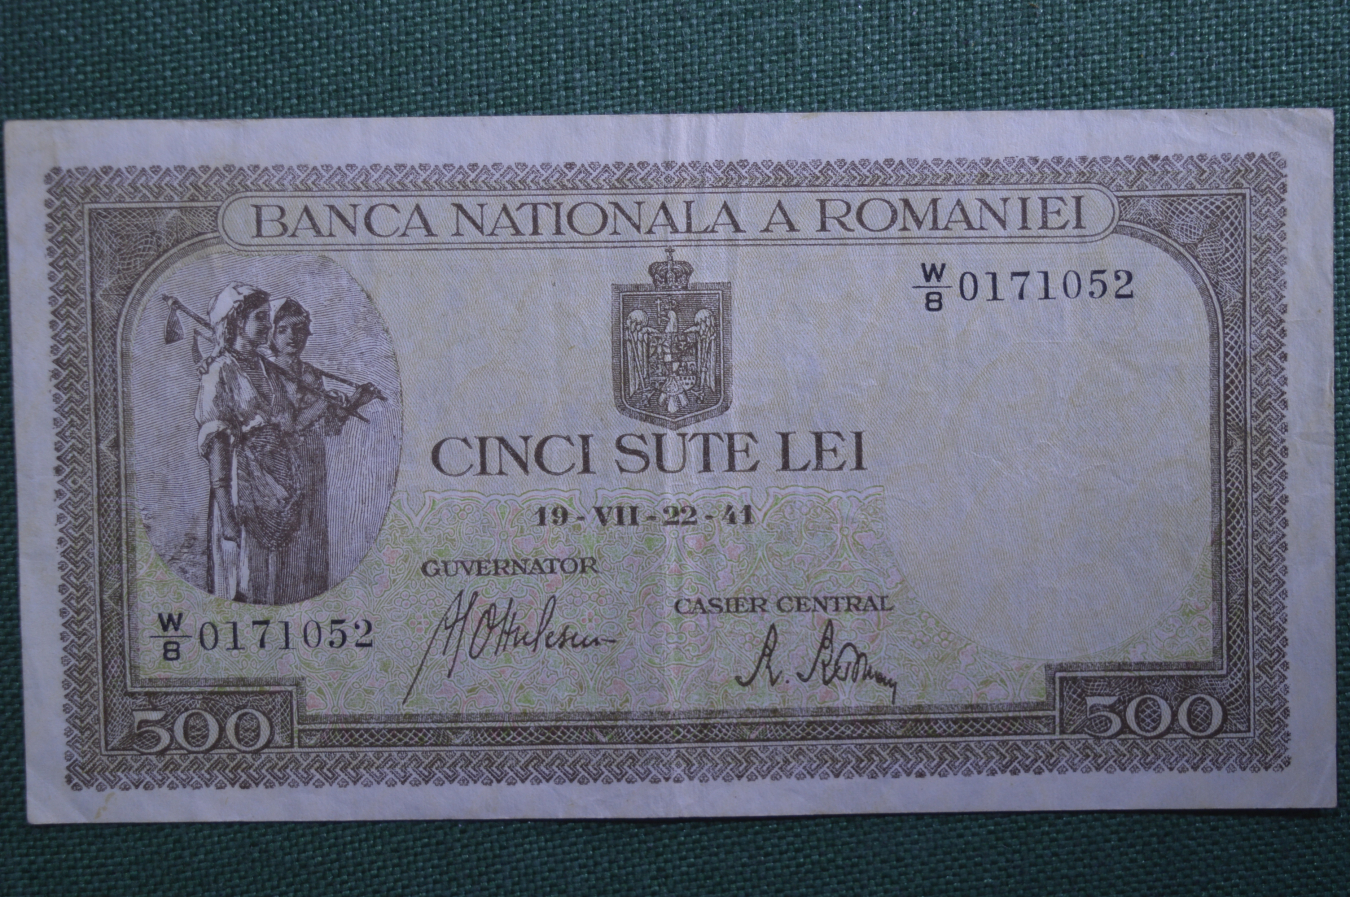 BANCA NATIONALA A ROMANIEI
W/8 0171052
CINCI SUTE LEI
19-VII-22-41
GUVERNATOR
CASIER CENTRAL
W/8 0171052
500
500